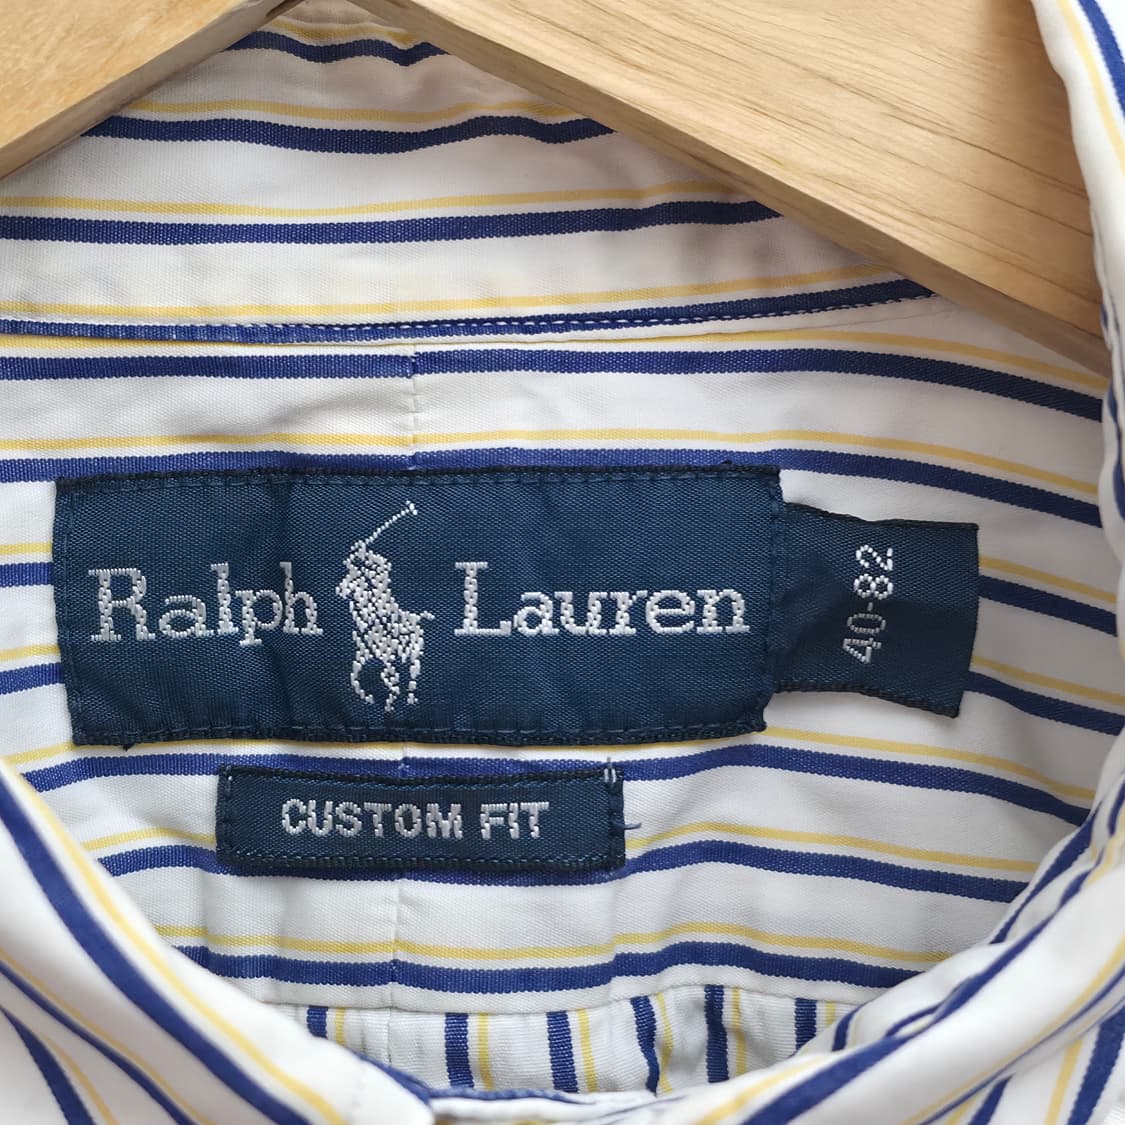 Ralph Lauren
40-82
CUSTOM FIT